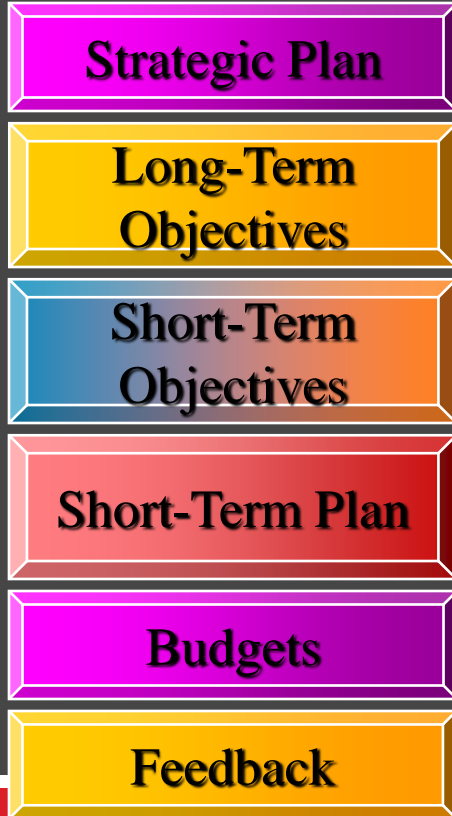 Strategic Plan
Long-Term
Objectives
Short-Term
Objectives
Short-Term Plan
Budgets
Feedback